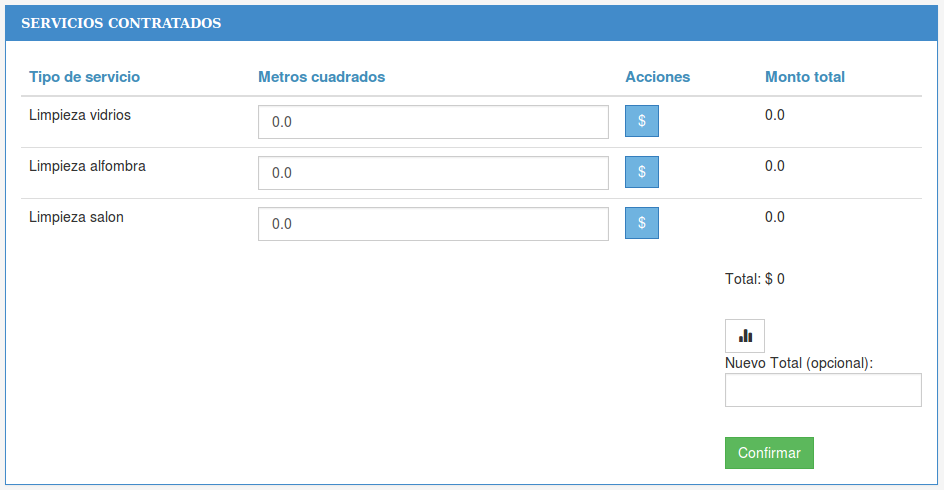 SERVICIOS CONTRATADOS
Tipo de servicio Metros cuadrados Acciones Monto total
Limpieza vidrios 0.0 $ 0.0
Limpieza alfombra 0.0 $ 0.0
Limpieza salon 0.0 $ 0.0
Total: $ 0
Nuevo Total (opcional):
Confirmar